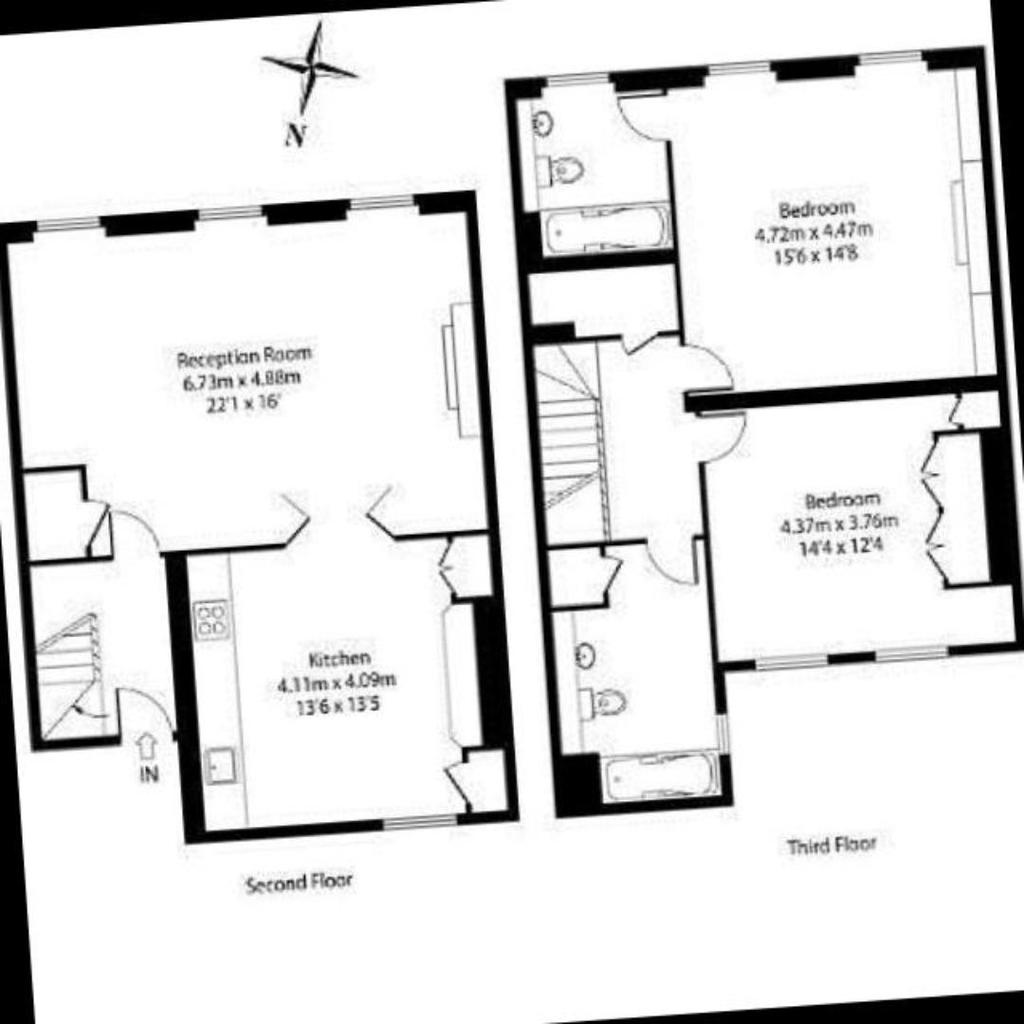 N
Reception Room
6.73m x 4.88m
22'1 x 16'
Kitchen
4.11m x 4.09m
13'6 x 13'5
IN
Second Floor
Bedroom
4.72m x 4.47m
15'6 x 14'8
Bedroom
4.37m x 3.76m
14'4 x 12'4
Third Floor